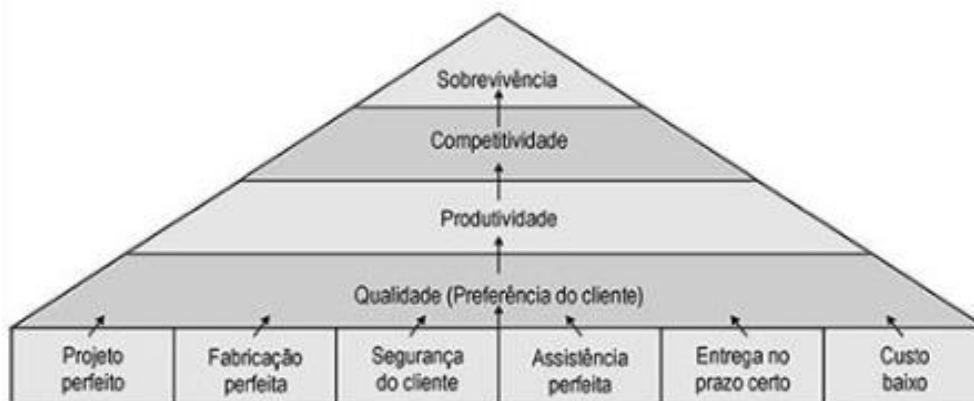 Sobrevivência
Competitividade
Produtividade
Qualidade (Preferência do cliente)
Projeto
perfeito
Fabricação
perfeita
Segurança
do cliente
Assistência
perfeita
Entrega no
prazo certo
Custo
baixo